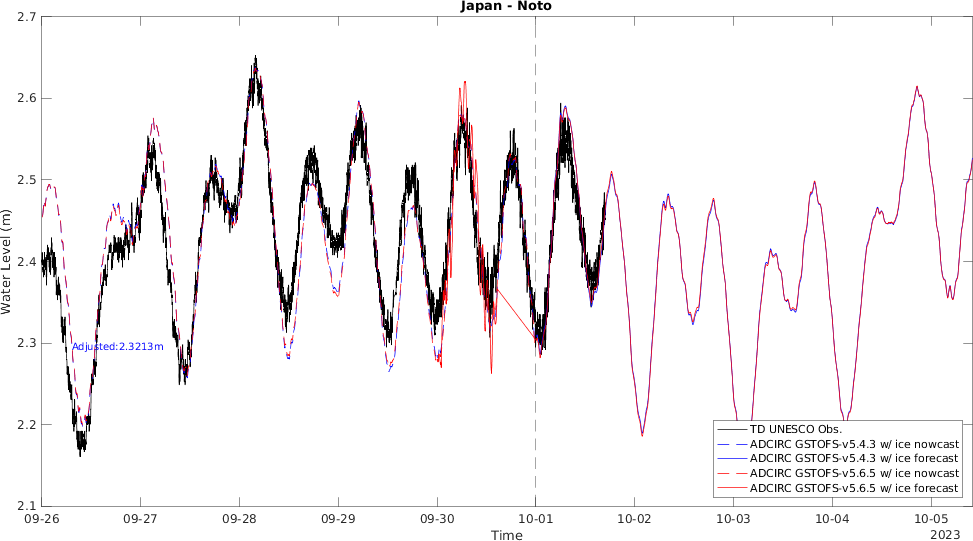 Japan - Noto
2.7
2.6
2.5
2.4
2.3
2.2
2.1
Water Level (m)
Adjusted:2.3213m
TD UNESCO Obs.
ADCIRC GSTOFS-v5.4.3 w/ ice nowcast
ADCIRC GSTOFS-v5.4.3 w/ ice forecast
ADCIRC GSTOFS-v5.6.5 w/ ice nowcast
ADCIRC GSTOFS-v5.6.5 w/ ice forecast
09-26 09-27 09-28 09-29 09-30 10-01 10-02 10-03 10-04 10-05
Time
2023